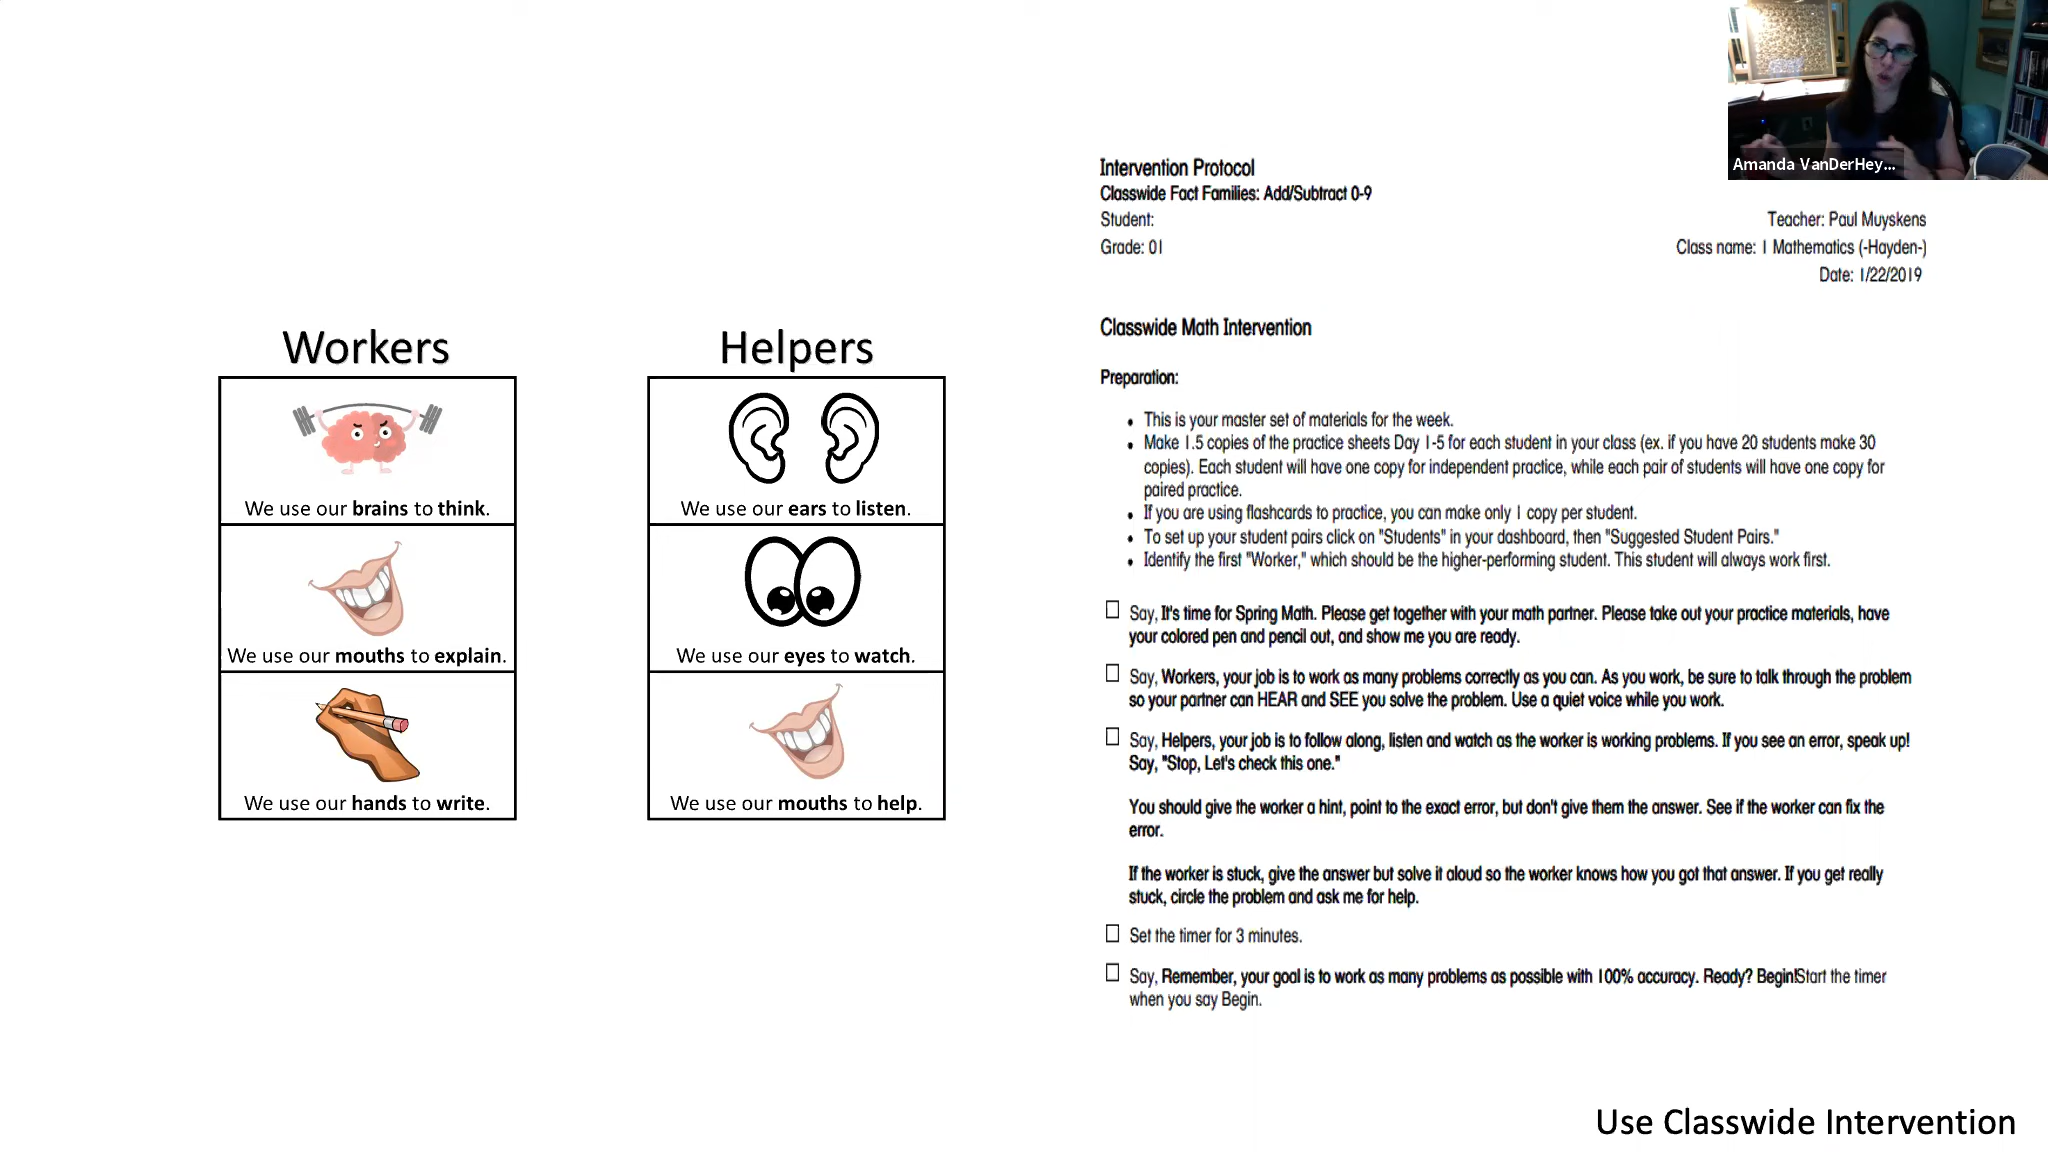 Amanda VanDerHey...
Workers
We use our brains to think.
We use our mouths to explain.
We use our hands to write.
Helpers
We use our ears to listen.
We use our eyes to watch.
We use our mouths to help.
Intervention Protocol
Classwide Fact Families: Add/Subtract 0-9
Student:
Teacher: Paul Muyskens
Grade: 01
Class name: 1 Mathematics (-Hayden-)
Date: 1/22/2019
Classwide Math Intervention
Preparation:
• This is your master set of materials for the week.
• Make 1.5 copies of the practice sheets Day 1-5 for each student in your class (ex. if you have 20 students make 30
copies). Each student will have one copy for independent practice, while each pair of students will have one copy for
paired practice.
• If you are using flashcards to practice, you can make only 1 copy per student.
• To set up your student pairs click on "Students" in your dashboard, then "Suggested Student Pairs."
• Identify the first "Worker," which should be the higher-performing student. This student will always work first.
Say, It's time for Spring Math. Please get together with your math partner. Please take out your practice materials, have
your colored pen and pencil out, and show me you are ready.
Say, Workers, your job is to work as many problems correctly as you can. As you work, be sure to talk through the problem
so your partner can HEAR and SEE you solve the problem. Use a quiet voice while you work.
Say, Helpers, your job is to follow along, listen and watch as the worker is working problems. If you see an error, speak up!
Say, "Stop, Let's check this one."
You should give the worker a hint, point to the exact error, but don't give them the answer. See if the worker can fix the
error.
If the worker is stuck, give the answer but solve it aloud so the worker knows how you got that answer. If you get really
stuck, circle the problem and ask me for help.
Set the timer for 3 minutes.
Say, Remember, your goal is to work as many problems as possible with 100% accuracy. Ready? Begin!Start the timer
when you say Begin.
Use Classwide Intervention